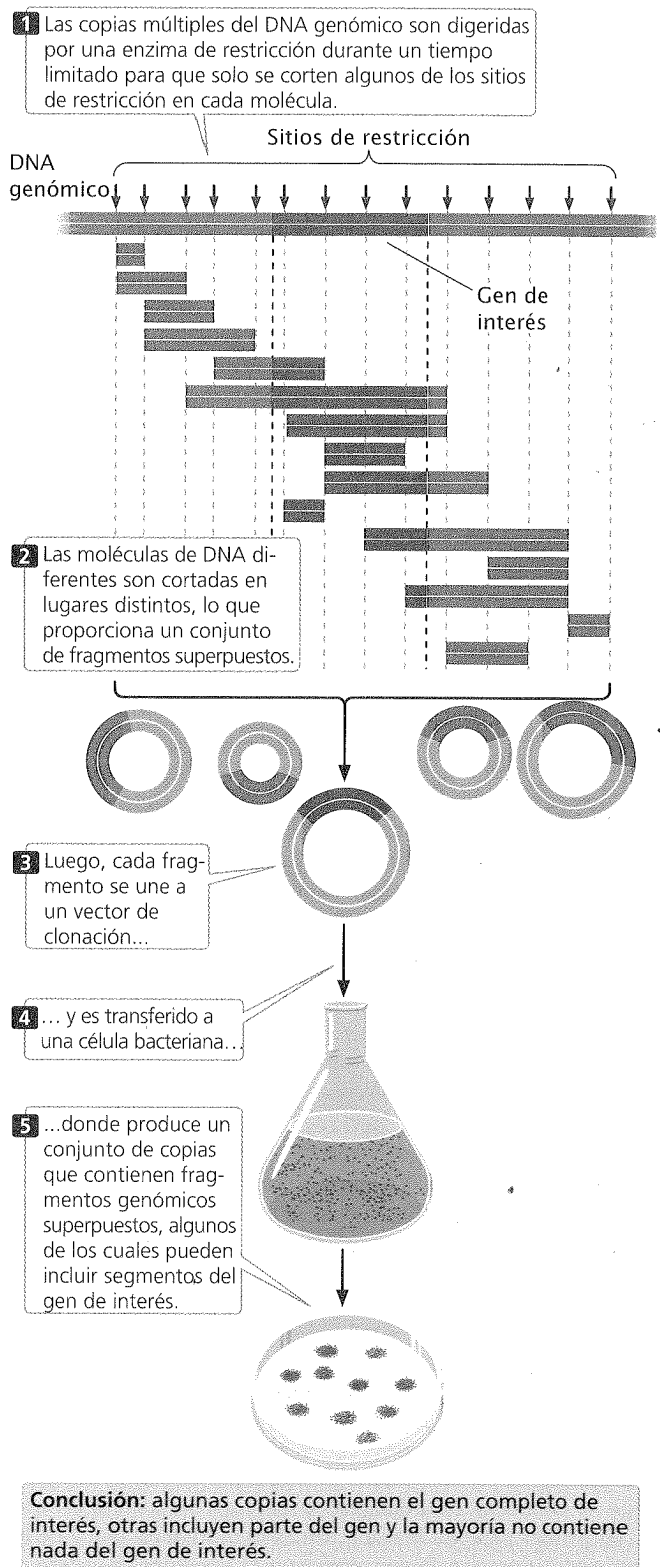 1 Las copias múltiples del DNA genómico son digeridas
por una enzima de restricción durante un tiempo
limitado para que solo se corten algunos de los sitios
de restricción en cada molécula.
Sitios de restricción
DNA
genómico
Gen de
interés
2 Las moléculas de DNA di-
ferentes son cortadas en
lugares distintos, lo que
proporciona un conjunto
de fragmentos superpuestos.
3 Luego, cada frag-
mento se une a
un vector de
clonación...
4 ... y es transferido a
una célula bacteriana...
5 ...donde produce un
conjunto de copias
que contienen frag-
mentos genómicos
superpuestos, algunos
de los cuales pueden
incluir segmentos del
gen de interés.
Conclusión: algunas copias contienen el gen completo de
interés, otras incluyen parte del gen y la mayoría no contiene
nada del gen de interés.